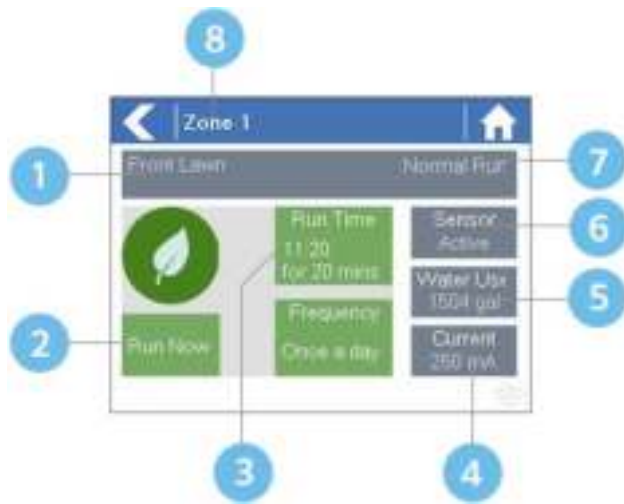 8
Zone 1
1
Front Lawn
Normal Run
7
Run Time
11:20
for 20 mins
Sensor
Active
6
Water Use
1504 gal
5
Frequency
Once a day
2
Run Now
Current
250 mA
3
4